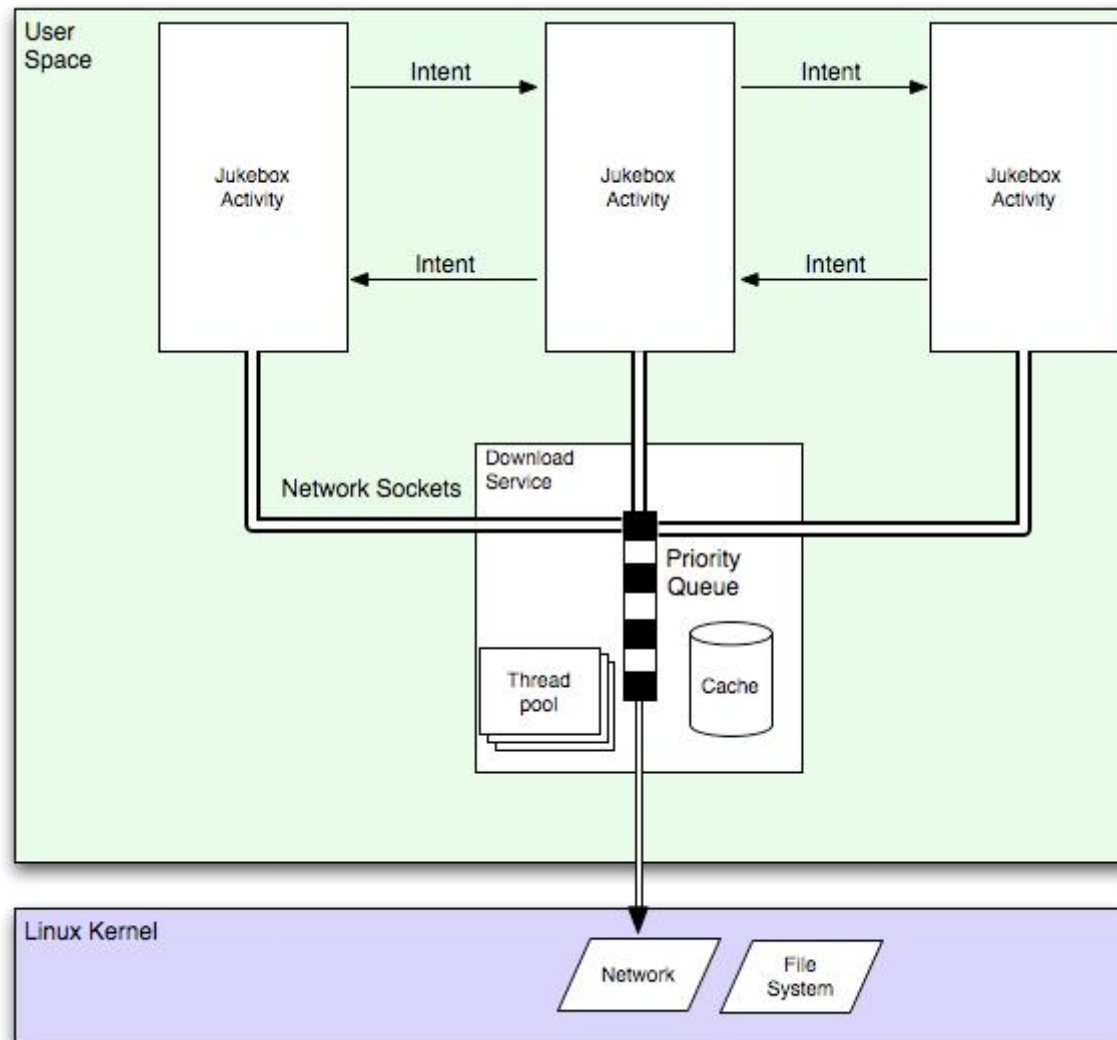 User
Space
Intent
Intent
Jukebox
Activity
Jukebox
Activity
Jukebox
Activity
Intent
Intent
Download
Service
Network Sockets
Priority
Queue
Thread
pool
Cache
Linux Kernel
Network
File
System